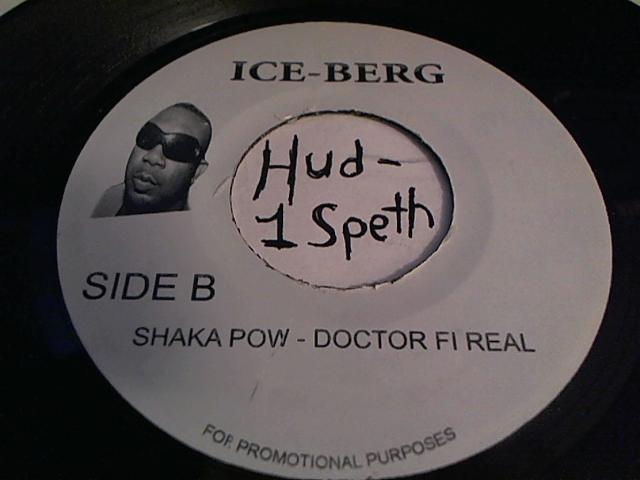 ICE-BERG
Hud-
1 Speth
SIDE B
SHAKA POW - DOCTOR FI REAL
FOR PROMOTIONAL PURPOSES